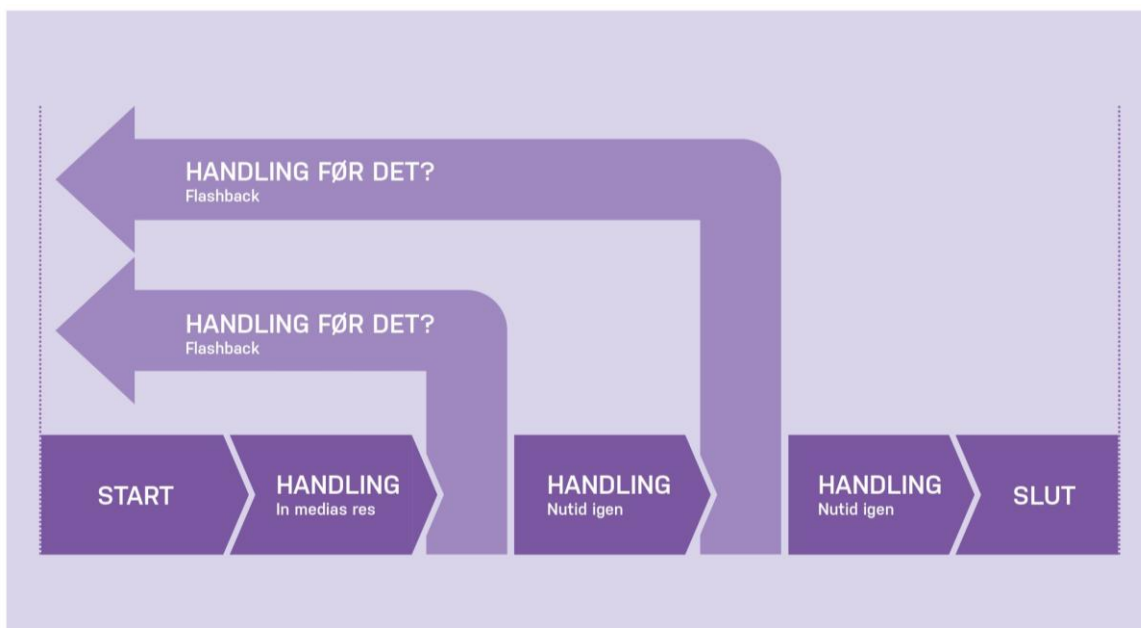 HANDLING FØR DET?
Flashback
HANDLING FØR DET?
Flashback
START
HANDLING
In medias res
HANDLING
Nutid igen
HANDLING
Nutid igen
SLUT